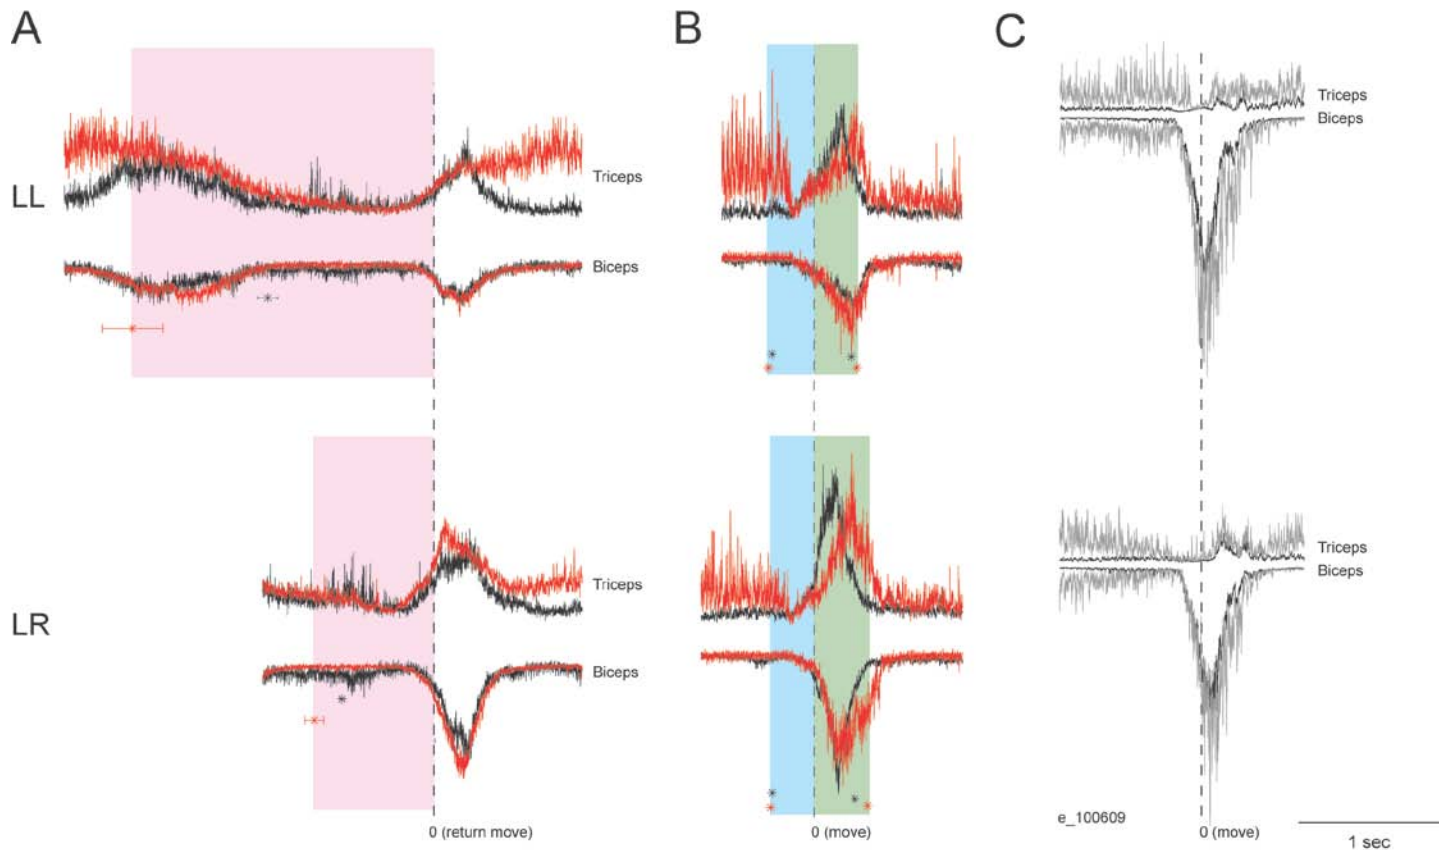 A
B
C
LL
Triceps
Biceps
Triceps
Biceps
LR
Triceps
Biceps
Triceps
Biceps
0 (return move)
0 (move)
e_100609
0 (move)
1 sec